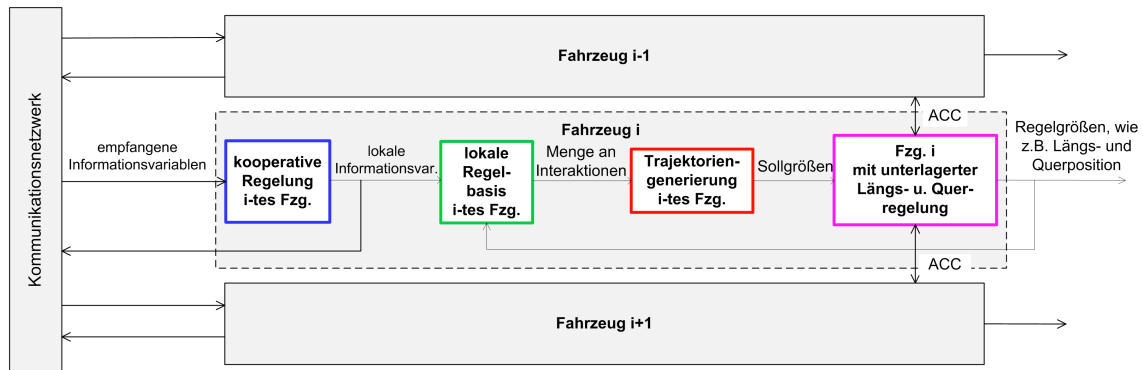 Kommunikationsnetzwerk
Fahrzeug i-1
ACC
Fahrzeug i
empfangene
Informationsvariablen
kooperative
Regelung
i-tes Fzg.
lokale
Informationsvar.
lokale
Regel-
basis
i-tes Fzg.
Menge an
Interaktionen
Trajektorien-
generierung
i-tes Fzg.
Sollgrößen
Fzg. i
mit unterlagerter
Längs- u. Quer-
regelung
Regelgrößen, wie
z.B. Längs- und
Querposition
ACC
Fahrzeug i+1